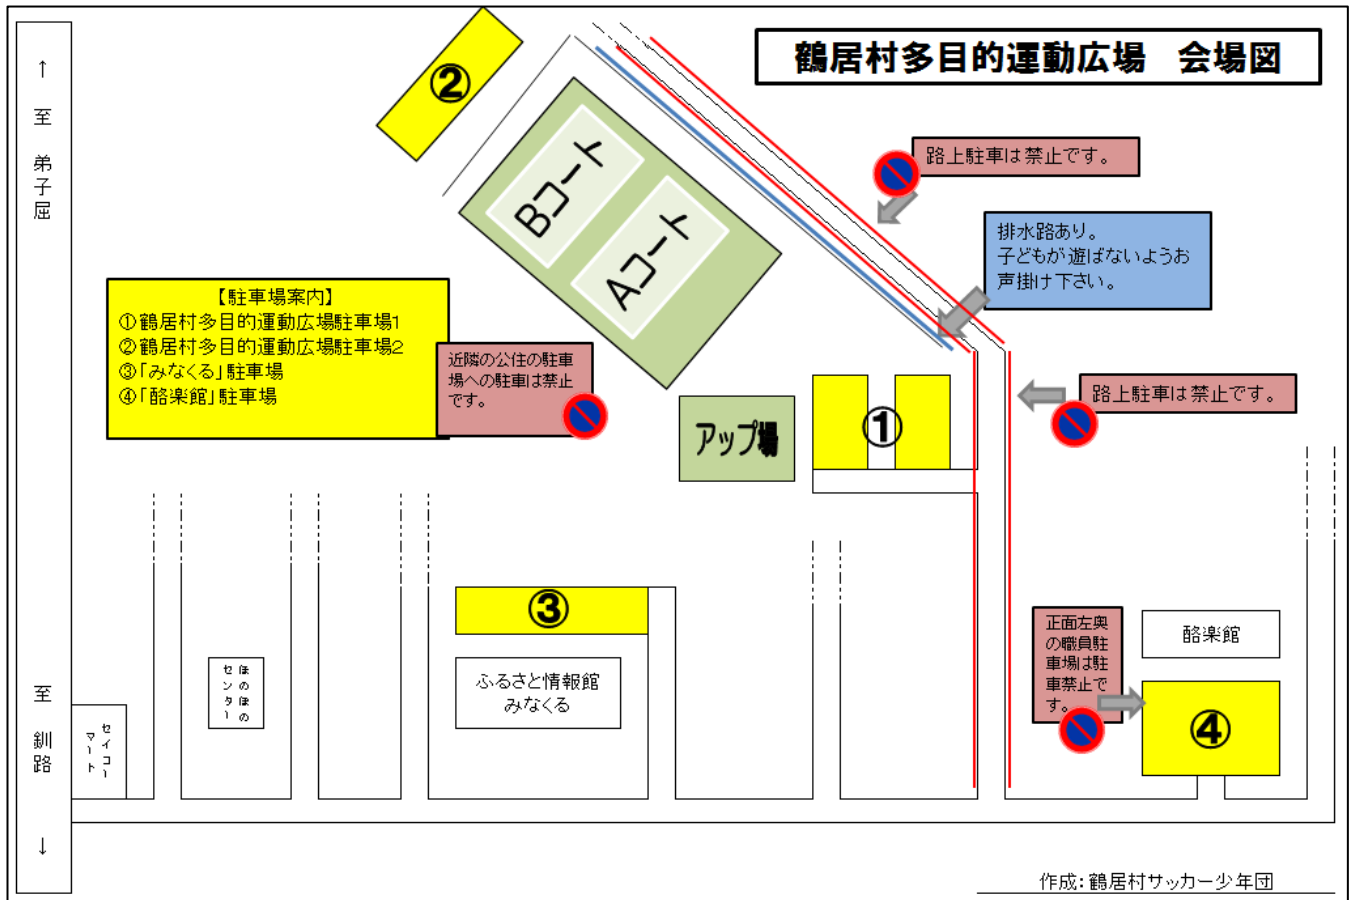 鶴居村多目的運動広場　会場図
↑
至
弟子屈
②
Bコート
Aコート
路上駐車は禁止です。
排水路あり。
子どもが遊ばないようお
声掛け下さい。
【駐車場案内】
①鶴居村多目的運動広場駐車場1
②鶴居村多目的運動広場駐車場2
③「みなくる」駐車場
④「酪楽館」駐車場
近隣の公住の駐車
場への駐車は禁止
です。
アップ場
①
路上駐車は禁止です。
③
ふるさと情報館
みなくる
ほのぼの
センター
セイコー
マート
正面左奥
の職員駐
車場は駐
車禁止で
す。
酪楽館
④
至
釧路
↓
作成：鶴居村サッカー少年団